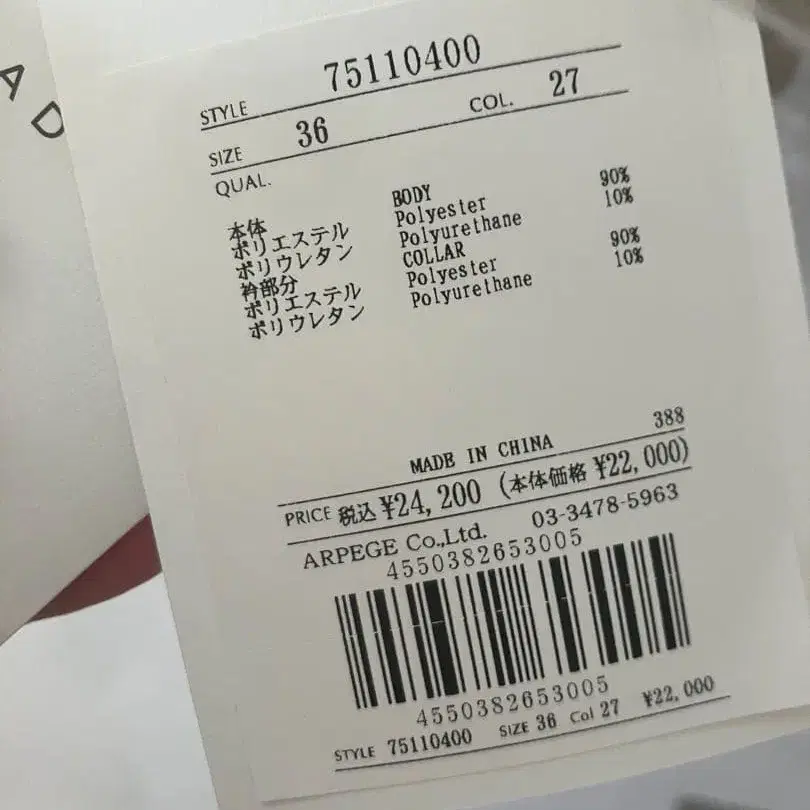 AD
STYLE 75110400
SIZE 36 COL. 27
QUAL.
本体 BODY
ポリエステル Polyester 90%
ポリウレタン Polyurethane 10%
衿部分 COLLAR
ポリエステル Polyester 90%
ポリウレタン Polyurethane 10%
388
MADE IN CHINA
PRICE 税込 ¥24,200 (本体価格 ¥22,000)
ARPEGE Co.,Ltd. 03-3478-5963
4550382653005
4550382653005
STYLE 75110400 SIZE 36 Col 27 ¥22,000